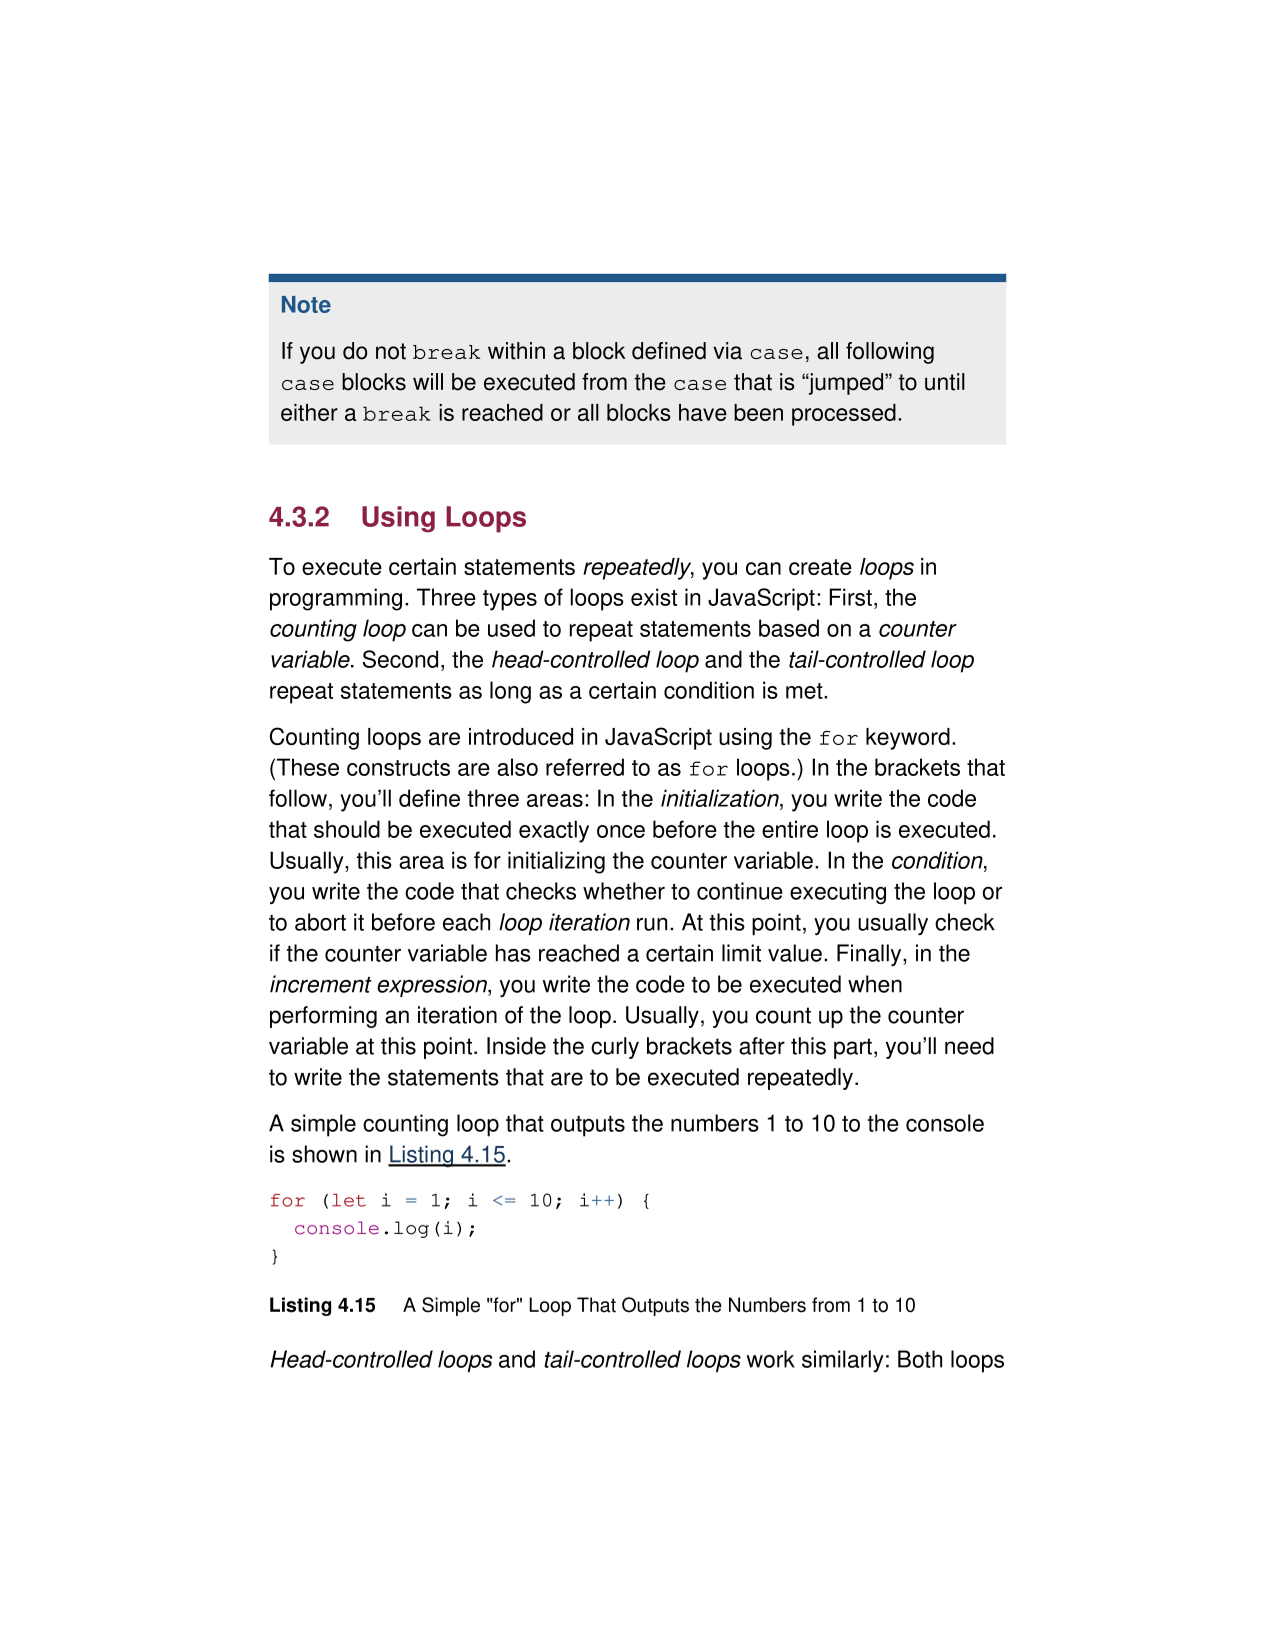 Note
If you do not break within a block defined via case, all following
case blocks will be executed from the case that is “jumped” to until
either a break is reached or all blocks have been processed.
4.3.2 Using Loops
To execute certain statements repeatedly, you can create loops in
programming. Three types of loops exist in JavaScript: First, the
counting loop can be used to repeat statements based on a counter
variable. Second, the head-controlled loop and the tail-controlled loop
repeat statements as long as a certain condition is met.
Counting loops are introduced in JavaScript using the for keyword.
(These constructs are also referred to as for loops.) In the brackets that
follow, you’ll define three areas: In the initialization, you write the code
that should be executed exactly once before the entire loop is executed.
Usually, this area is for initializing the counter variable. In the condition,
you write the code that checks whether to continue executing the loop or
to abort it before each loop iteration run. At this point, you usually check
if the counter variable has reached a certain limit value. Finally, in the
increment expression, you write the code to be executed when
performing an iteration of the loop. Usually, you count up the counter
variable at this point. Inside the curly brackets after this part, you’ll need
to write the statements that are to be executed repeatedly.
A simple counting loop that outputs the numbers 1 to 10 to the console
is shown in Listing 4.15.
for (let i = 1; i <= 10; i++) {
  console.log(i);
}
Listing 4.15 A Simple "for" Loop That Outputs the Numbers from 1 to 10
Head-controlled loops and tail-controlled loops work similarly: Both loops